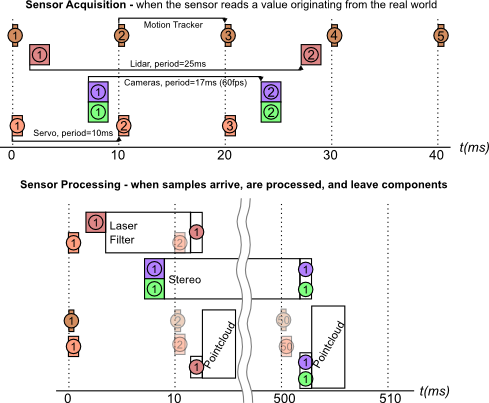 Sensor Acquisition - when the sensor reads a value originating from the real world
Motion Tracker
1 2 3 4 5
1 Lidar, period=25ms 2
Cameras, period=17ms (60fps)
1 2
1 2
1 Servo, period=10ms 2 3
0 10 20 30 40 t(ms)
Sensor Processing - when samples arrive, are processed, and leave components
1 Laser
Filter 1
1 2
1 Stereo 1
1 1
1 2 50
1 2 50
Pointcloud Pointcloud
1 1
1
0 10 500 510 t(ms)